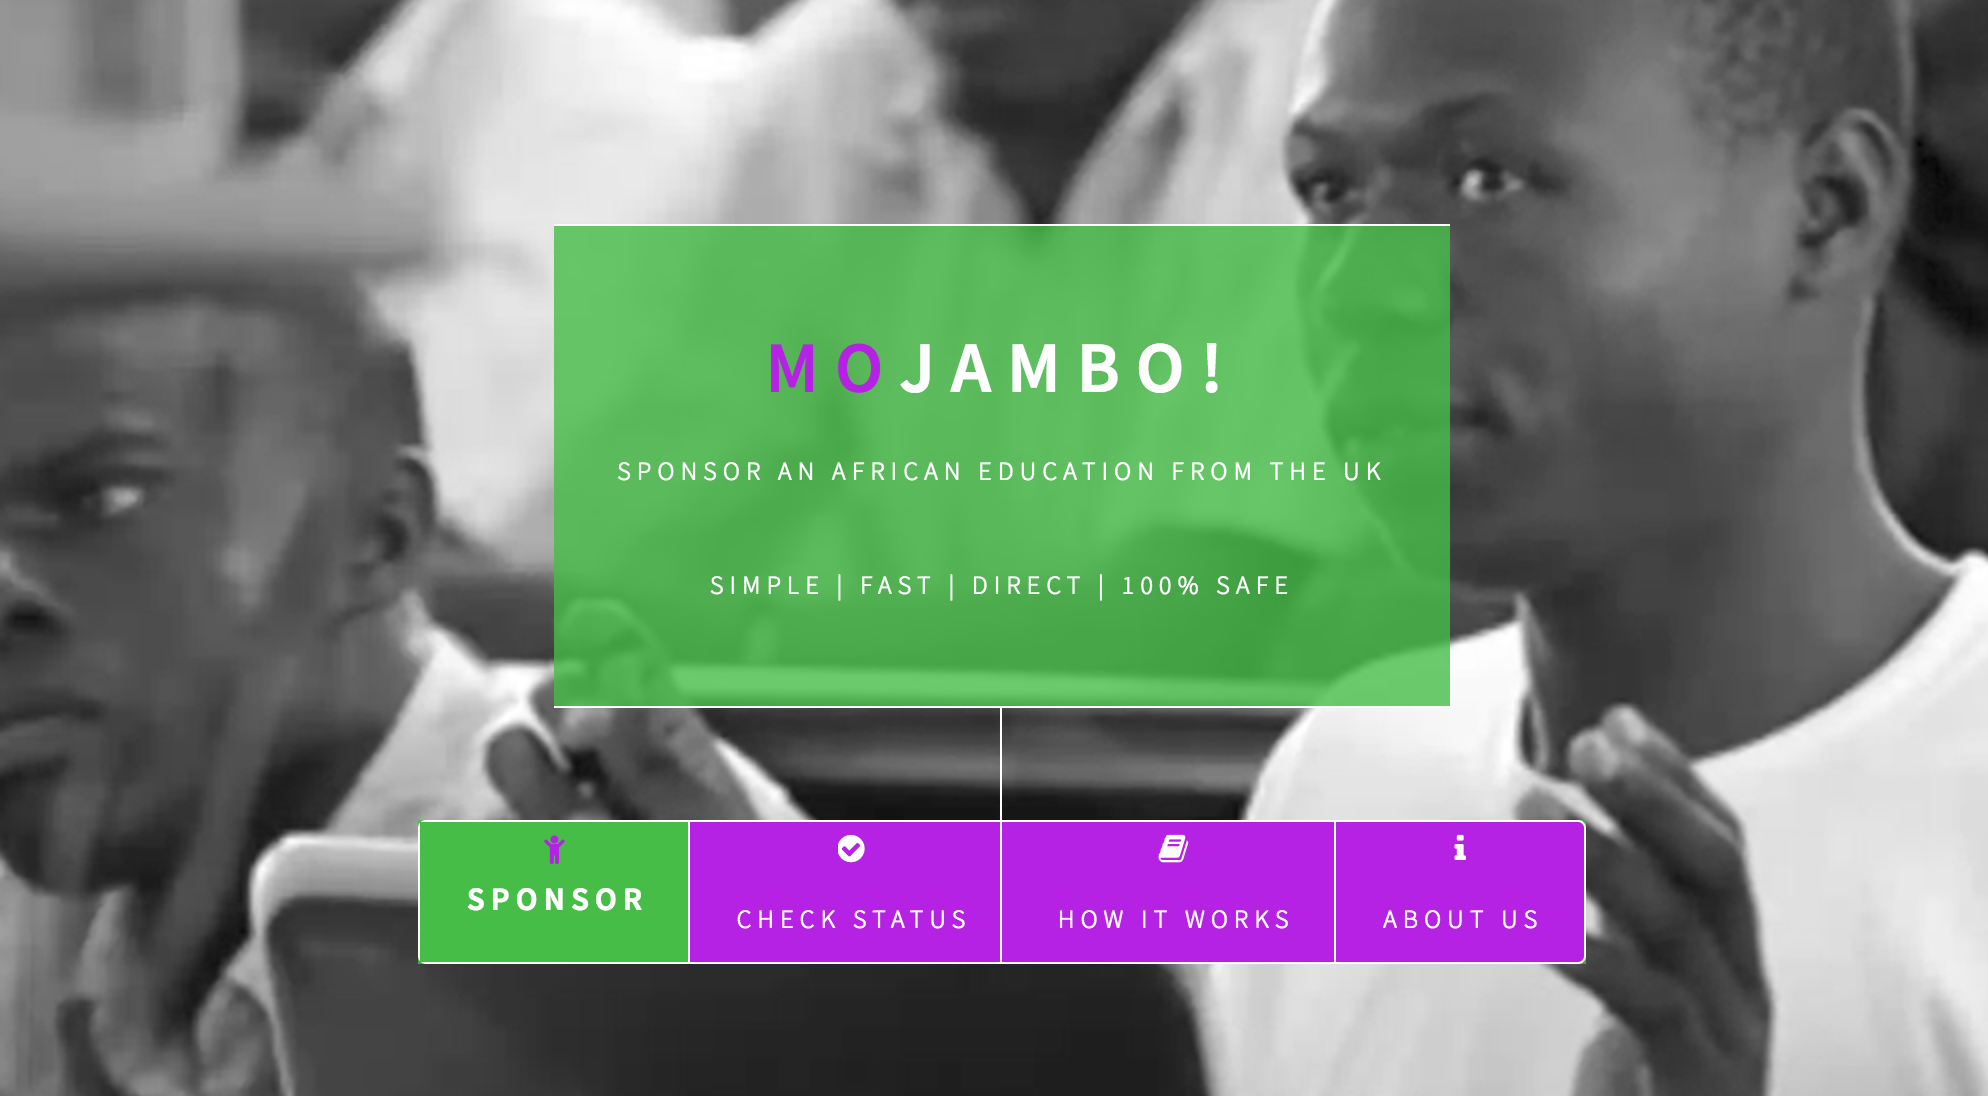 MOJAMBO!
SPONSOR AN AFRICAN EDUCATION FROM THE UK
SIMPLE | FAST | DIRECT | 100% SAFE
SPONSOR
CHECK STATUS
HOW IT WORKS
ABOUT US